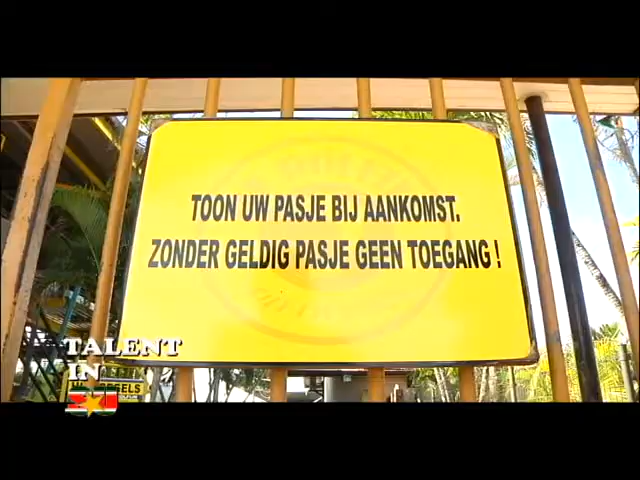 TOON UW PASJE BIJ AANKOMST.
ZONDER GELDIG PASJE GEEN TOEGANG !
TALENT
IN